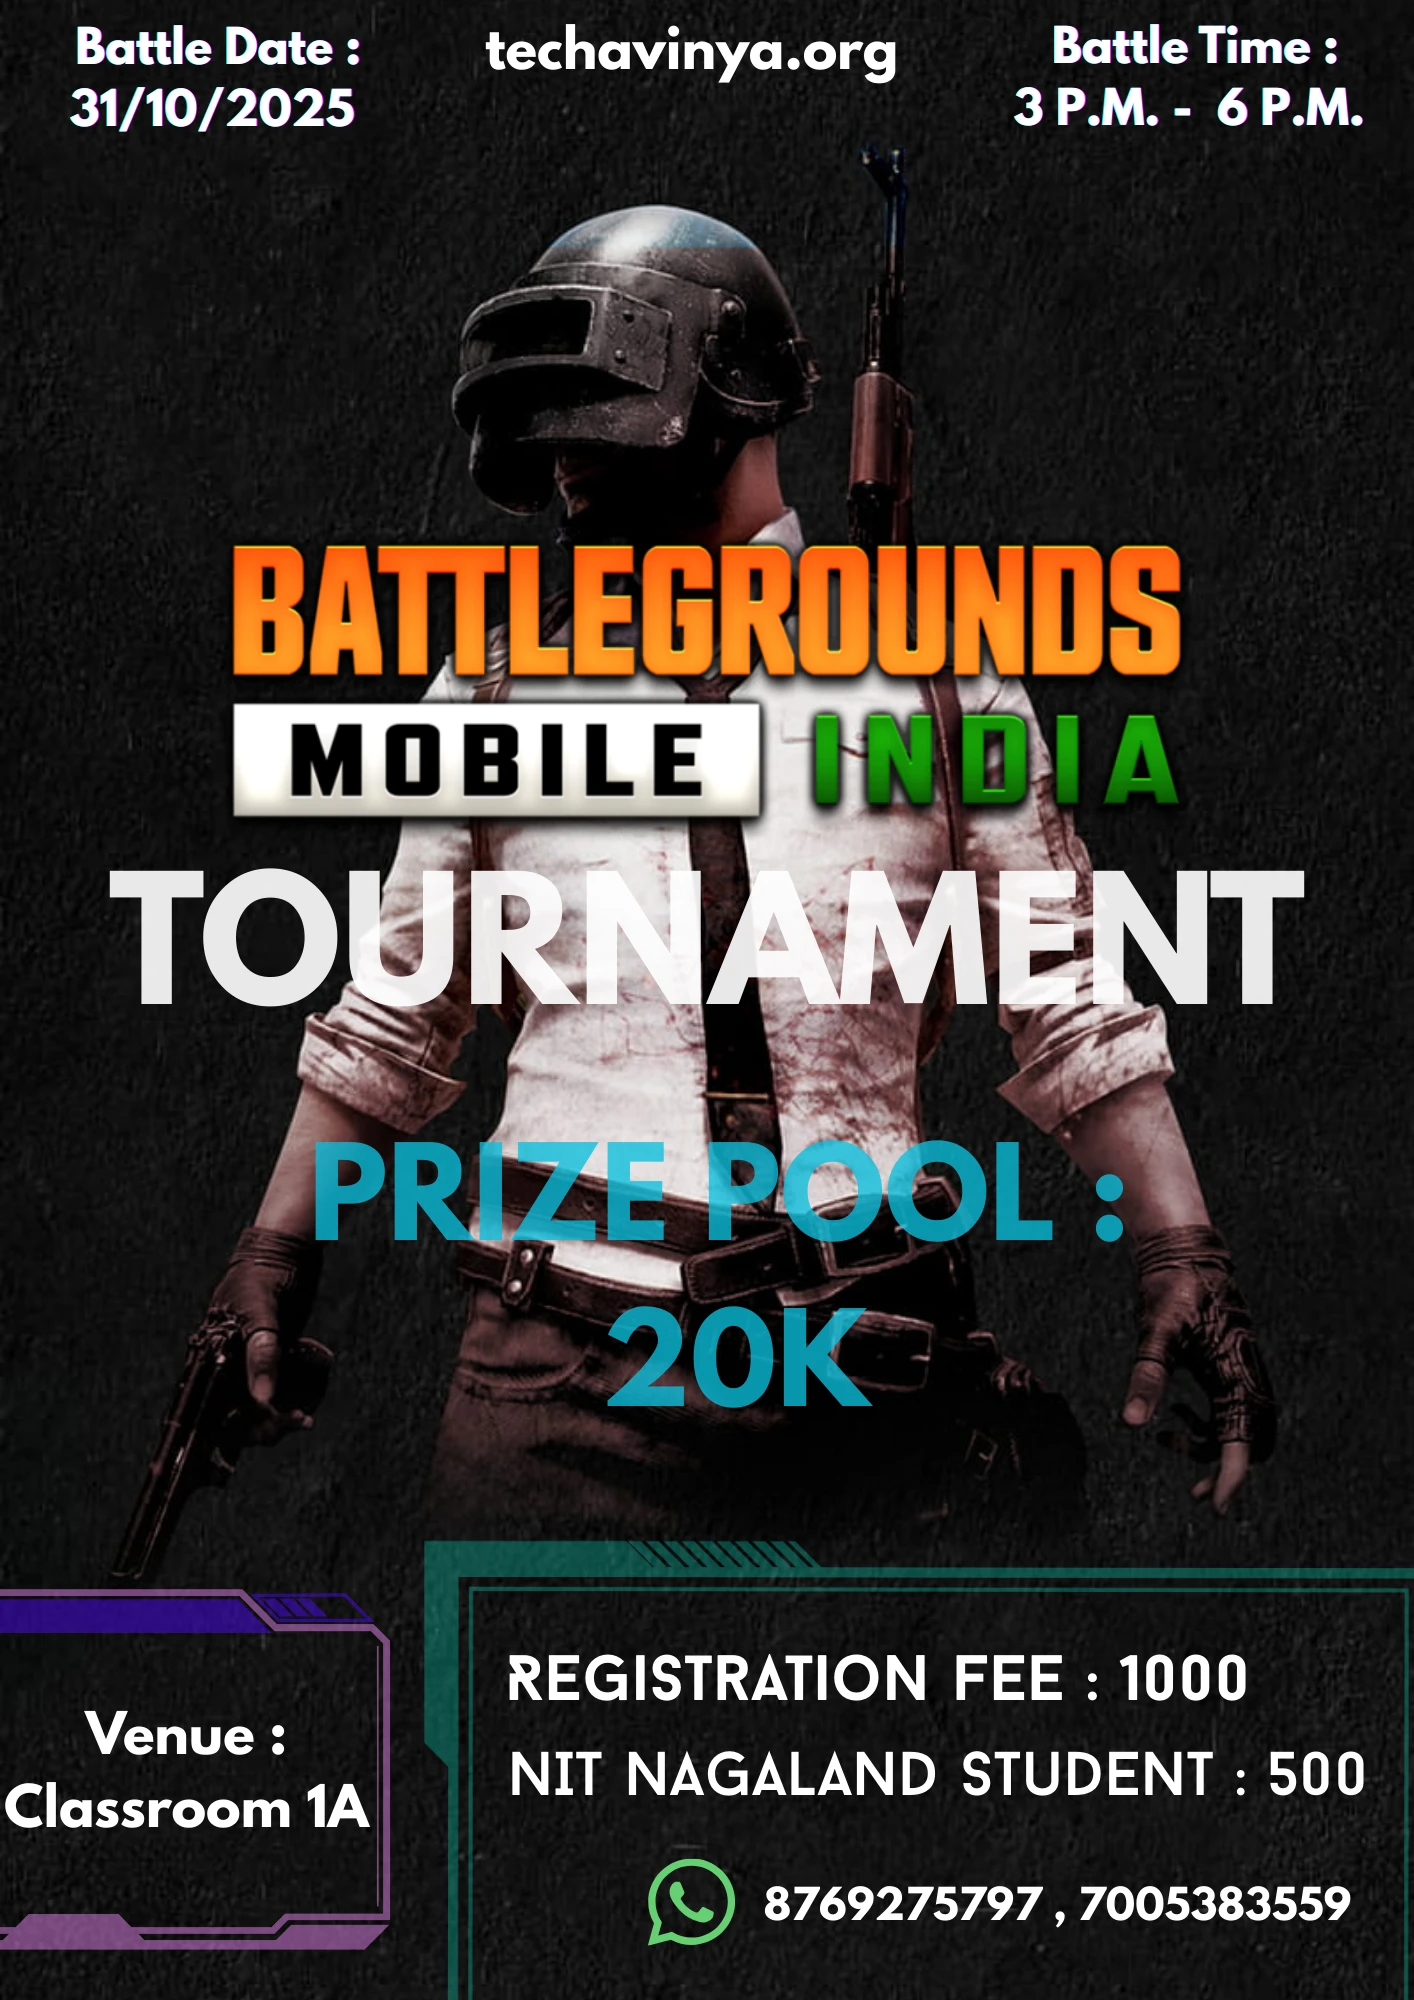 Battle Date :
31/10/2025
techavinya.org
Battle Time :
3 P.M. - 6 P.M.
BATTLEGROUNDS
MOBILE INDIA
TOURNAMENT
PRIZE POOL :
20K
Venue :
Classroom 1A
REGISTRATION FEE : 1000
NIT NAGALAND STUDENT : 500
8769275797 , 7005383559